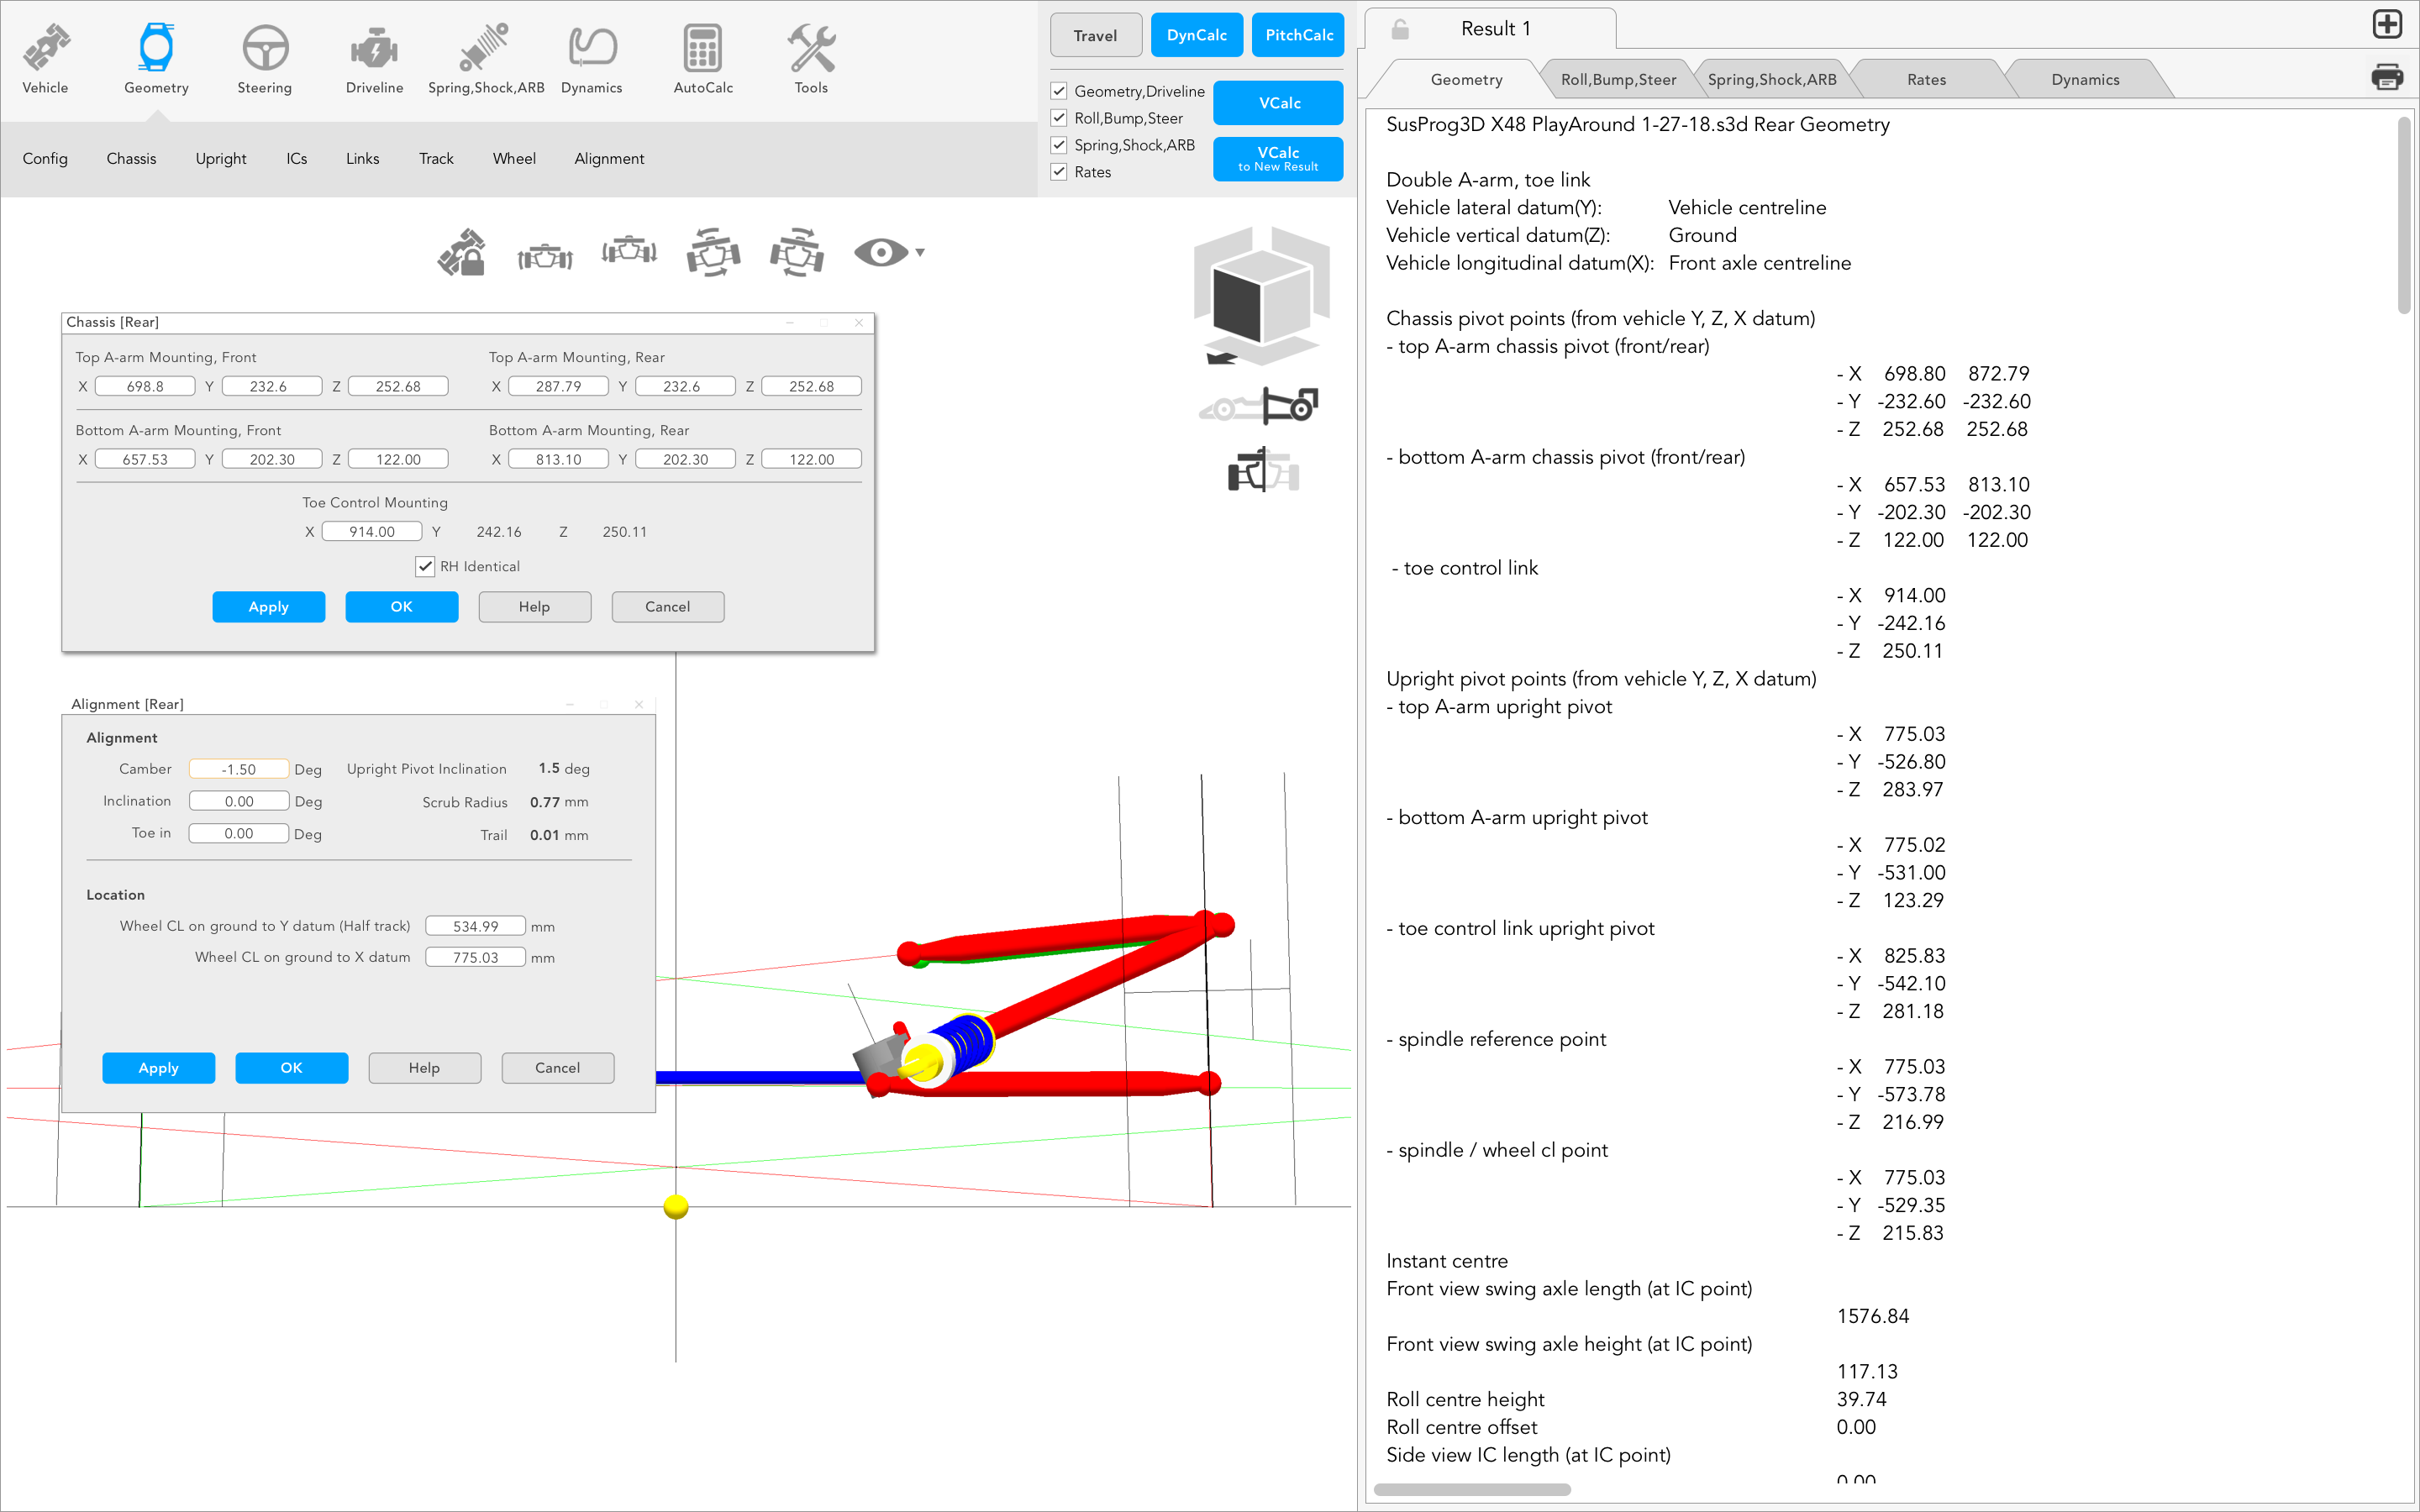 Vehicle
Geometry
Steering
Driveline
Spring,Shock,ARB
Dynamics
AutoCalc
Tools
Config
Chassis
Upright
ICs
Links
Track
Wheel
Alignment
Travel
DynCalc
PitchCalc
Geometry,Driveline
Roll,Bump,Steer
Spring,Shock,ARB
Rates
VCalc
VCalc
to New Result
Chassis [Rear]
Top A-arm Mounting, Front
X 698.8 Y 232.6 Z 252.68
Top A-arm Mounting, Rear
X 287.79 Y 232.6 Z 252.68
Bottom A-arm Mounting, Front
X 657.53 Y 202.30 Z 122.00
Bottom A-arm Mounting, Rear
X 813.10 Y 202.30 Z 122.00
Toe Control Mounting
X 914.00 Y 242.16 Z 250.11
RH Identical
Apply
OK
Help
Cancel
Alignment [Rear]
Alignment
Camber -1.50 Deg
Upright Pivot Inclination 1.5 deg
Inclination 0.00 Deg
Scrub Radius 0.77 mm
Toe in 0.00 Deg
Trail 0.01 mm
Location
Wheel CL on ground to Y datum (Half track) 534.99 mm
Wheel CL on ground to X datum 775.03 mm
Apply
OK
Help
Cancel
Result 1
Geometry
Roll,Bump,Steer
Spring,Shock,ARB
Rates
Dynamics
SusProg3D X48 PlayAround 1-27-18.s3d Rear Geometry
Double A-arm, toe link
Vehicle lateral datum(Y): Vehicle centreline
Vehicle vertical datum(Z): Ground
Vehicle longitudinal datum(X): Front axle centreline
Chassis pivot points (from vehicle Y, Z, X datum)
- top A-arm chassis pivot (front/rear)
- X 698.80 872.79
- Y -232.60 -232.60
- Z 252.68 252.68
- bottom A-arm chassis pivot (front/rear)
- X 657.53 813.10
- Y -202.30 -202.30
- Z 122.00 122.00
- toe control link
- X 914.00
- Y -242.16
- Z 250.11
Upright pivot points (from vehicle Y, Z, X datum)
- top A-arm upright pivot
- X 775.03
- Y -526.80
- Z 283.97
- bottom A-arm upright pivot
- X 775.02
- Y -531.00
- Z 123.29
- toe control link upright pivot
- X 825.83
- Y -542.10
- Z 281.18
- spindle reference point
- X 775.03
- Y -573.78
- Z 216.99
- spindle / wheel cl point
- X 775.03
- Y -529.35
- Z 215.83
Instant centre
Front view swing axle length (at IC point)
1576.84
Front view swing axle height (at IC point)
117.13
Roll centre height 39.74
Roll centre offset 0.00
Side view IC length (at IC point)
0.00